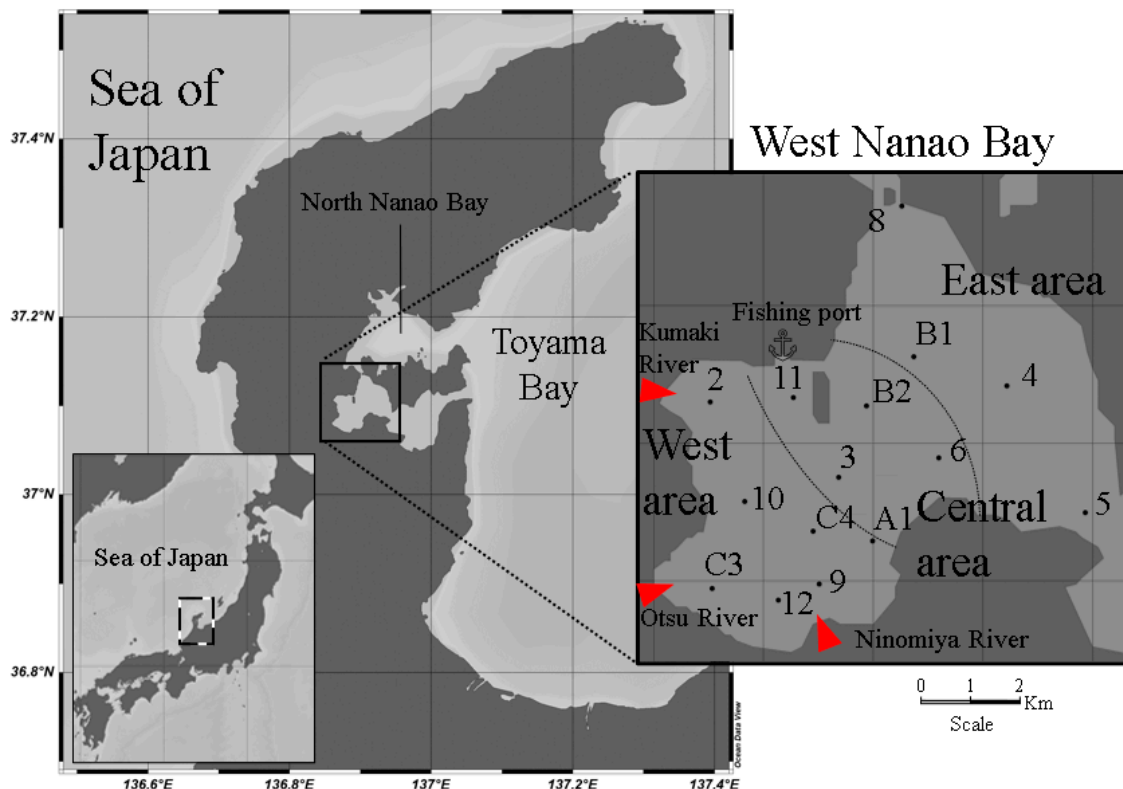 Sea of
Japan
North Nanao Bay
Toyama
Bay
Sea of Japan
37.4°N
37.2°N
37°N
36.8°N
136.6°E
136.8°E
137°E
137.2°E
137.4°E
Ocean Data View
West Nanao Bay
8
East area
Fishing port
Kumaki
River
B1
2
11
B2
4
West
area
3
6
10
C4
A1
Central
area
5
C3
9
12
Otsu River
Ninomiya River
0 1 2
Km
Scale